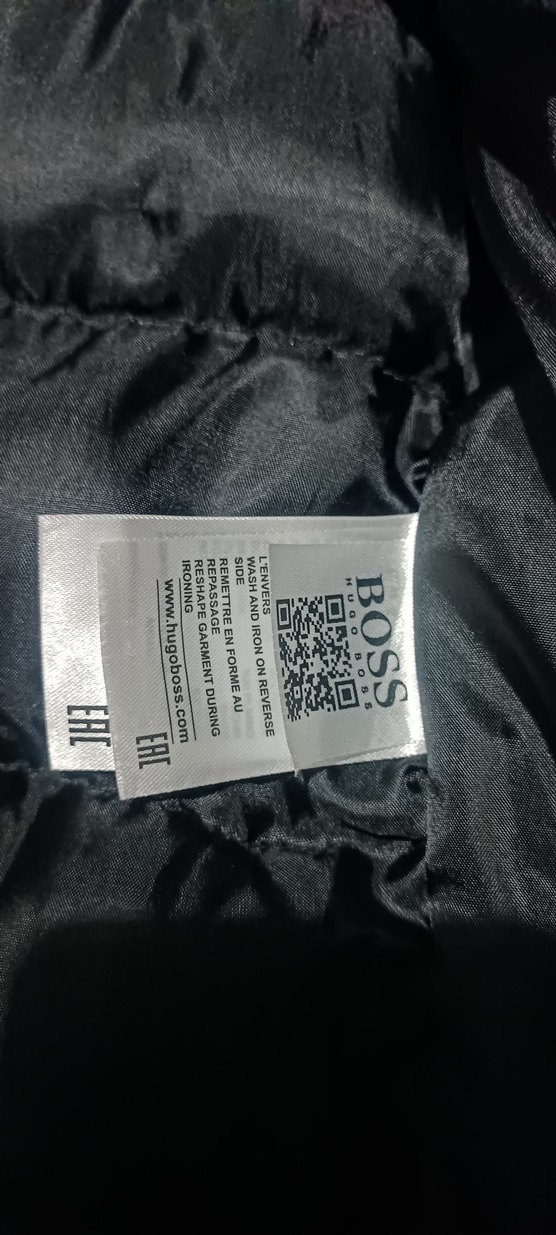 BOSS
HUGO BOSS
L'ENVERS
WASH AND IRON ON REVERSE
SIDE
REMETTRE EN FORME AU
REPASSAGE
RESHAPE GARMENT DURING
IRONING
www.hugoboss.com
EAC
EAC